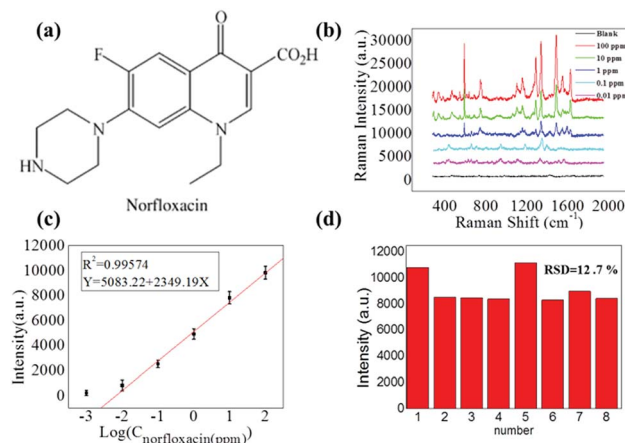 (a)
F
O
CO₂H
N
N
HN
Norfloxacin
(b)
Raman Intensity (a.u.)
30000
25000
20000
15000
10000
5000
0
Blank
100 ppm
10 ppm
1 ppm
0.1 ppm
0.01 ppm
400 800 1200 1600 2000
Raman Shift (cm⁻¹)
(c)
Intensity(a.u.)
12000
10000
8000
6000
4000
2000
0
R²=0.99574
Y=5083.22+2349.19X
-3 -2 -1 0 1 2
Log(C norfloxacin(ppm))
(d)
Intensity (a.u.)
12000
10000
8000
6000
4000
2000
0
RSD=12.7 %
1 2 3 4 5 6 7 8
number